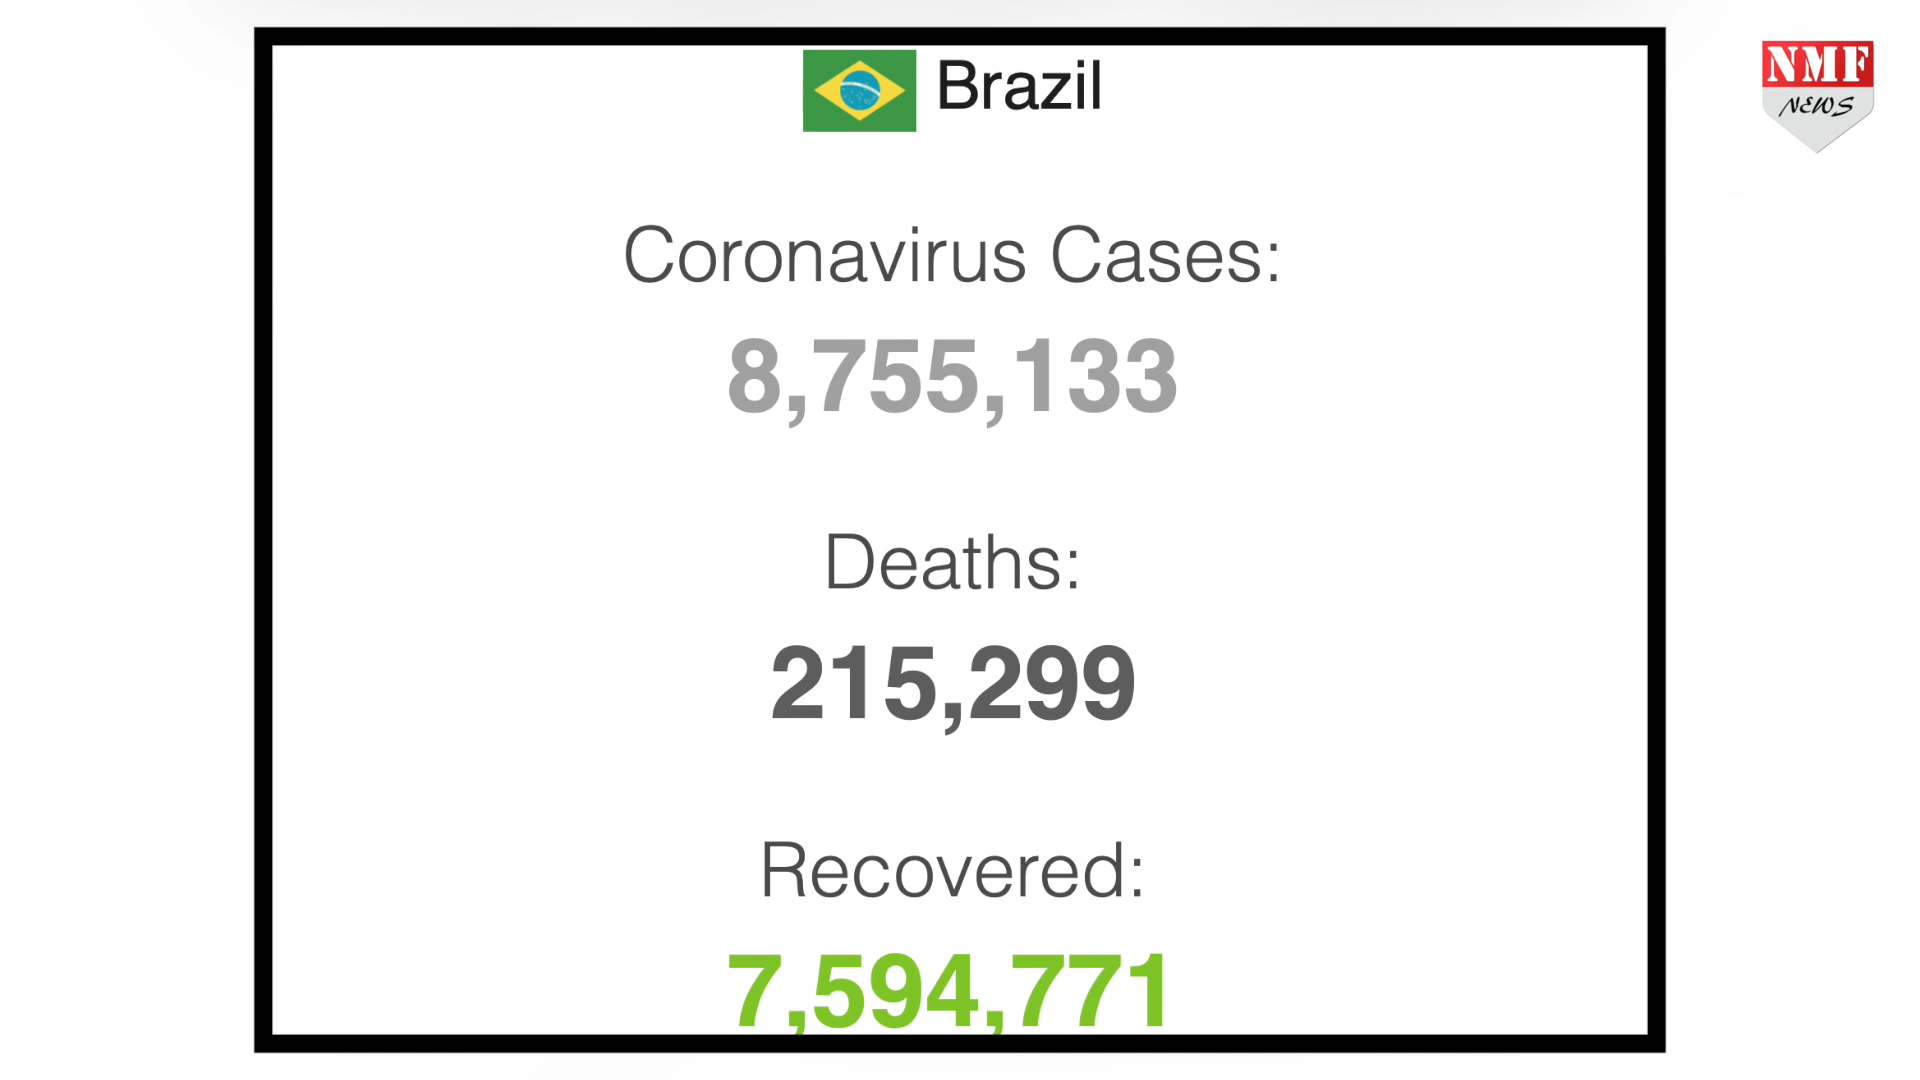 Brazil
NMF
NEWS
Coronavirus Cases:
8,755,133
Deaths:
215,299
Recovered:
7,594,771